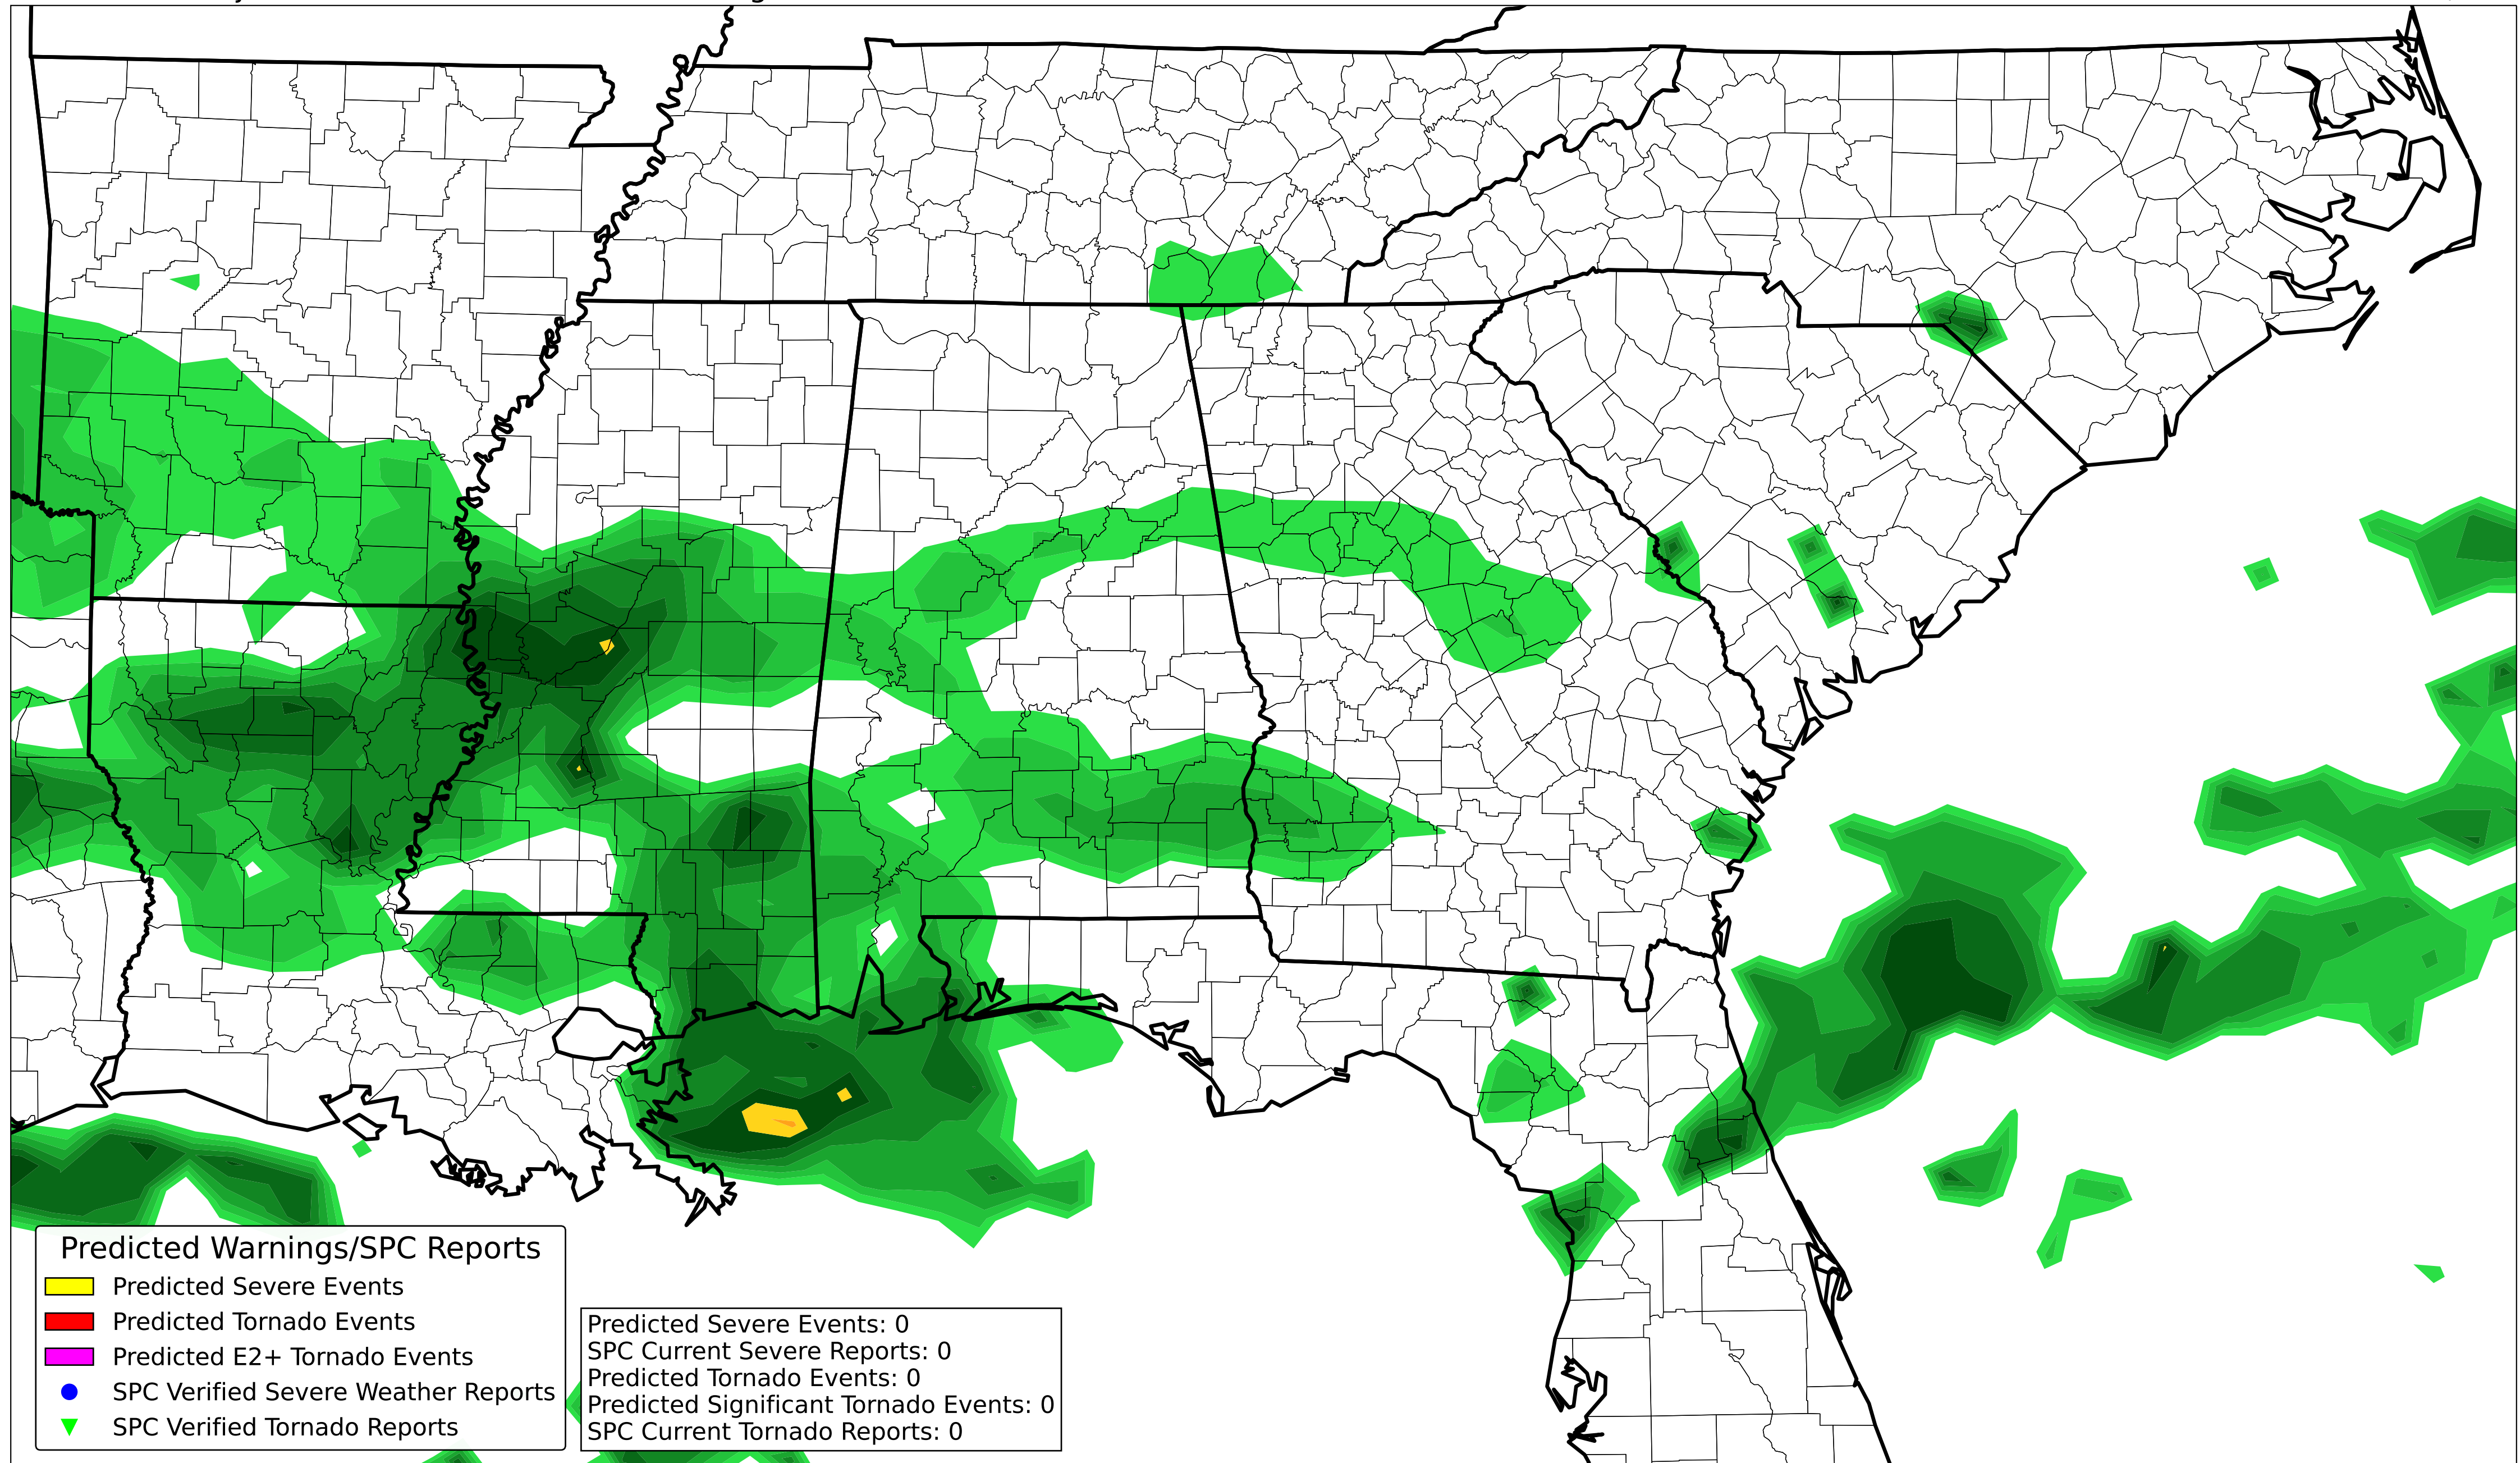 Predicted Warnings/SPC Reports
Predicted Severe Events
Predicted Tornado Events
Predicted E2+ Tornado Events
SPC Verified Severe Weather Reports
SPC Verified Tornado Reports
Predicted Severe Events: 0
SPC Current Severe Reports: 0
Predicted Tornado Events: 0
Predicted Significant Tornado Events: 0
SPC Current Tornado Reports: 0